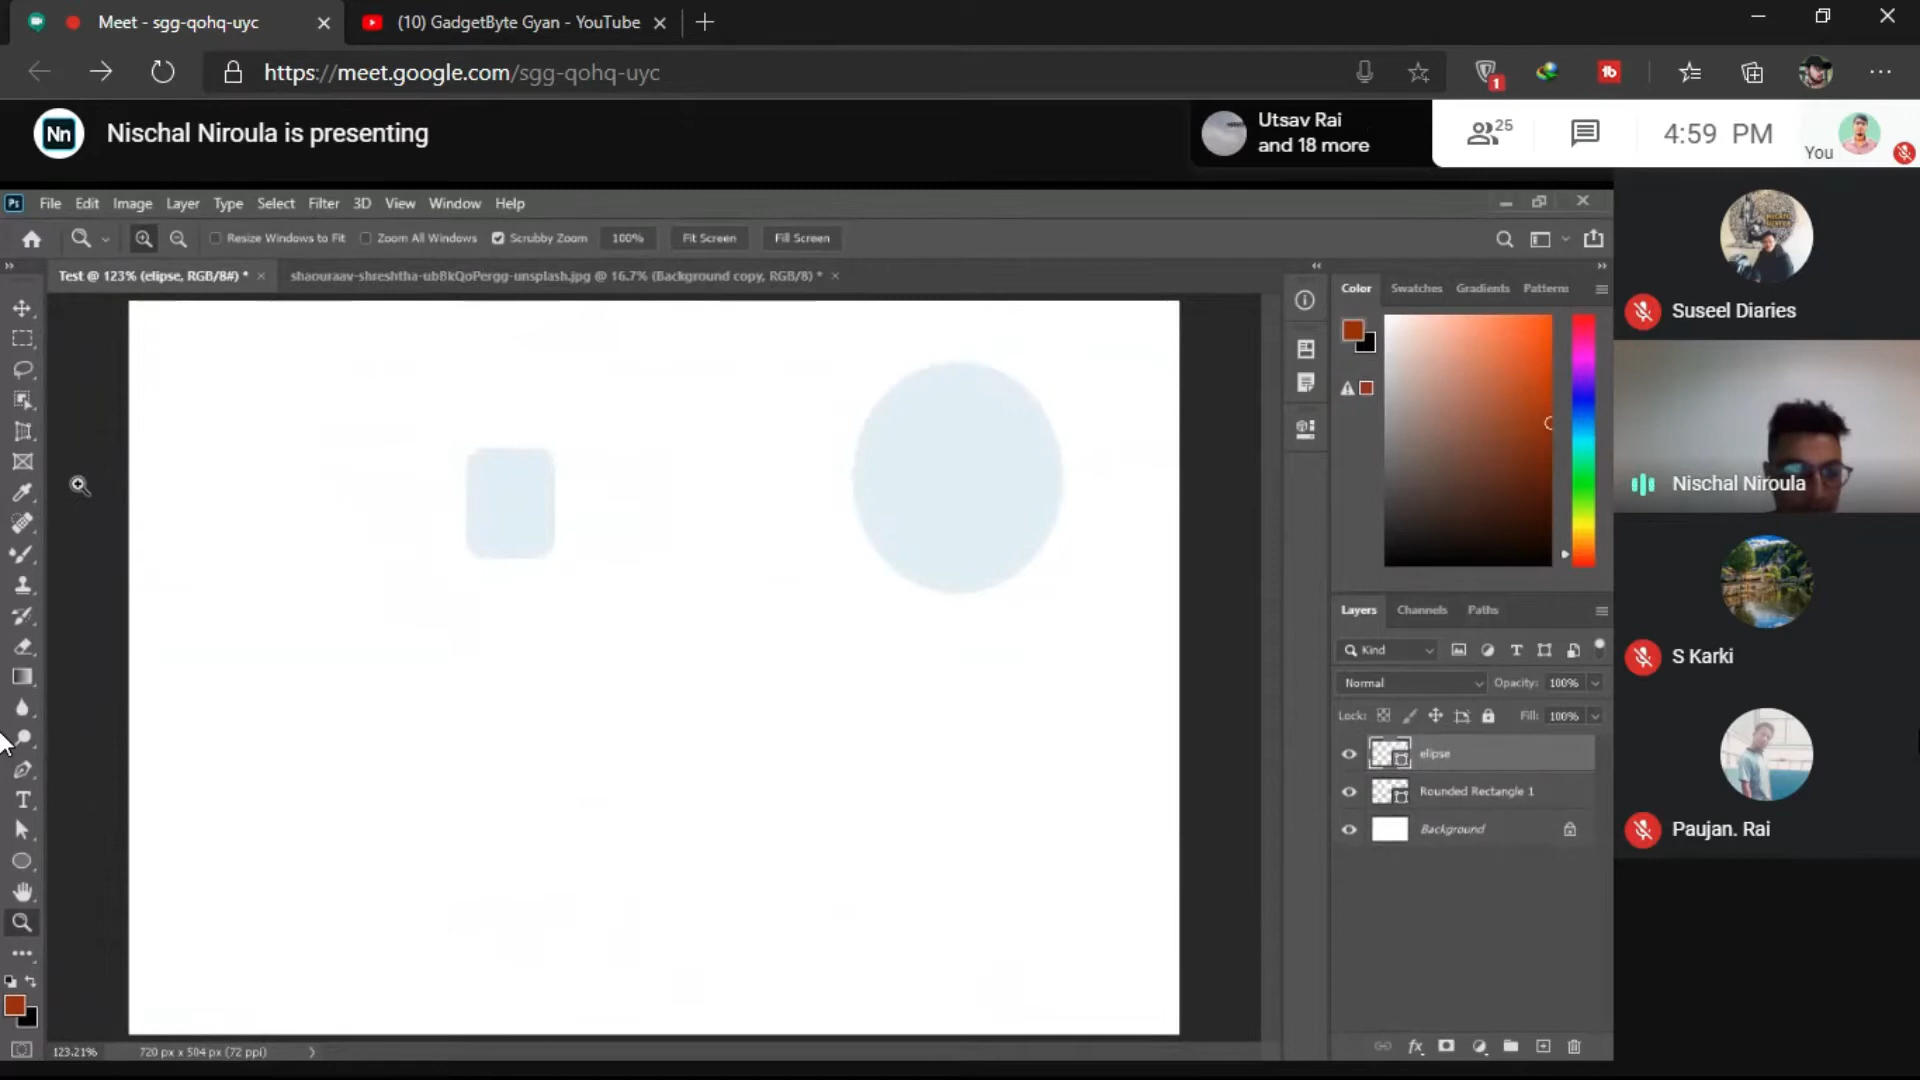 Meet - sgg-qohq-uyc
(10) GadgetByte Gyan - YouTube
https://meet.google.com/sgg-qohq-uyc
1
Nn
Nischal Niroula is presenting
Utsav Rai
and 18 more
25
4:59 PM
You
Ps
File Edit Image Layer Type Select Filter 3D View Window Help
Resize Windows to Fit
Zoom All Windows
Scrubby Zoom
100%
Fit Screen
Fill Screen
Test @ 123% (elipse, RGB/8#) *
shaouraav-shreshtha-ubBkQoPergg-unsplash.jpg @ 16.7% (Background copy, RGB/8) *
Color Swatches Gradients Patterns
Layers Channels Paths
Kind
Normal
Opacity: 100%
Lock:
Fill: 100%
elipse
Rounded Rectangle 1
Background
fx
123.21%
720 px x 504 px (72 ppi)
Suseel Diaries
Nischal Niroula
S Karki
Paujan. Rai